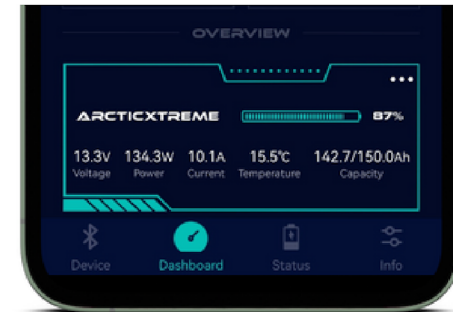 OVERVIEW
ARCTICXTREME 87%
13.3V 134.3W 10.1A 15.5°C 142.7/150.0Ah
Voltage Power Current Temperature Capacity
Device Dashboard Status Info